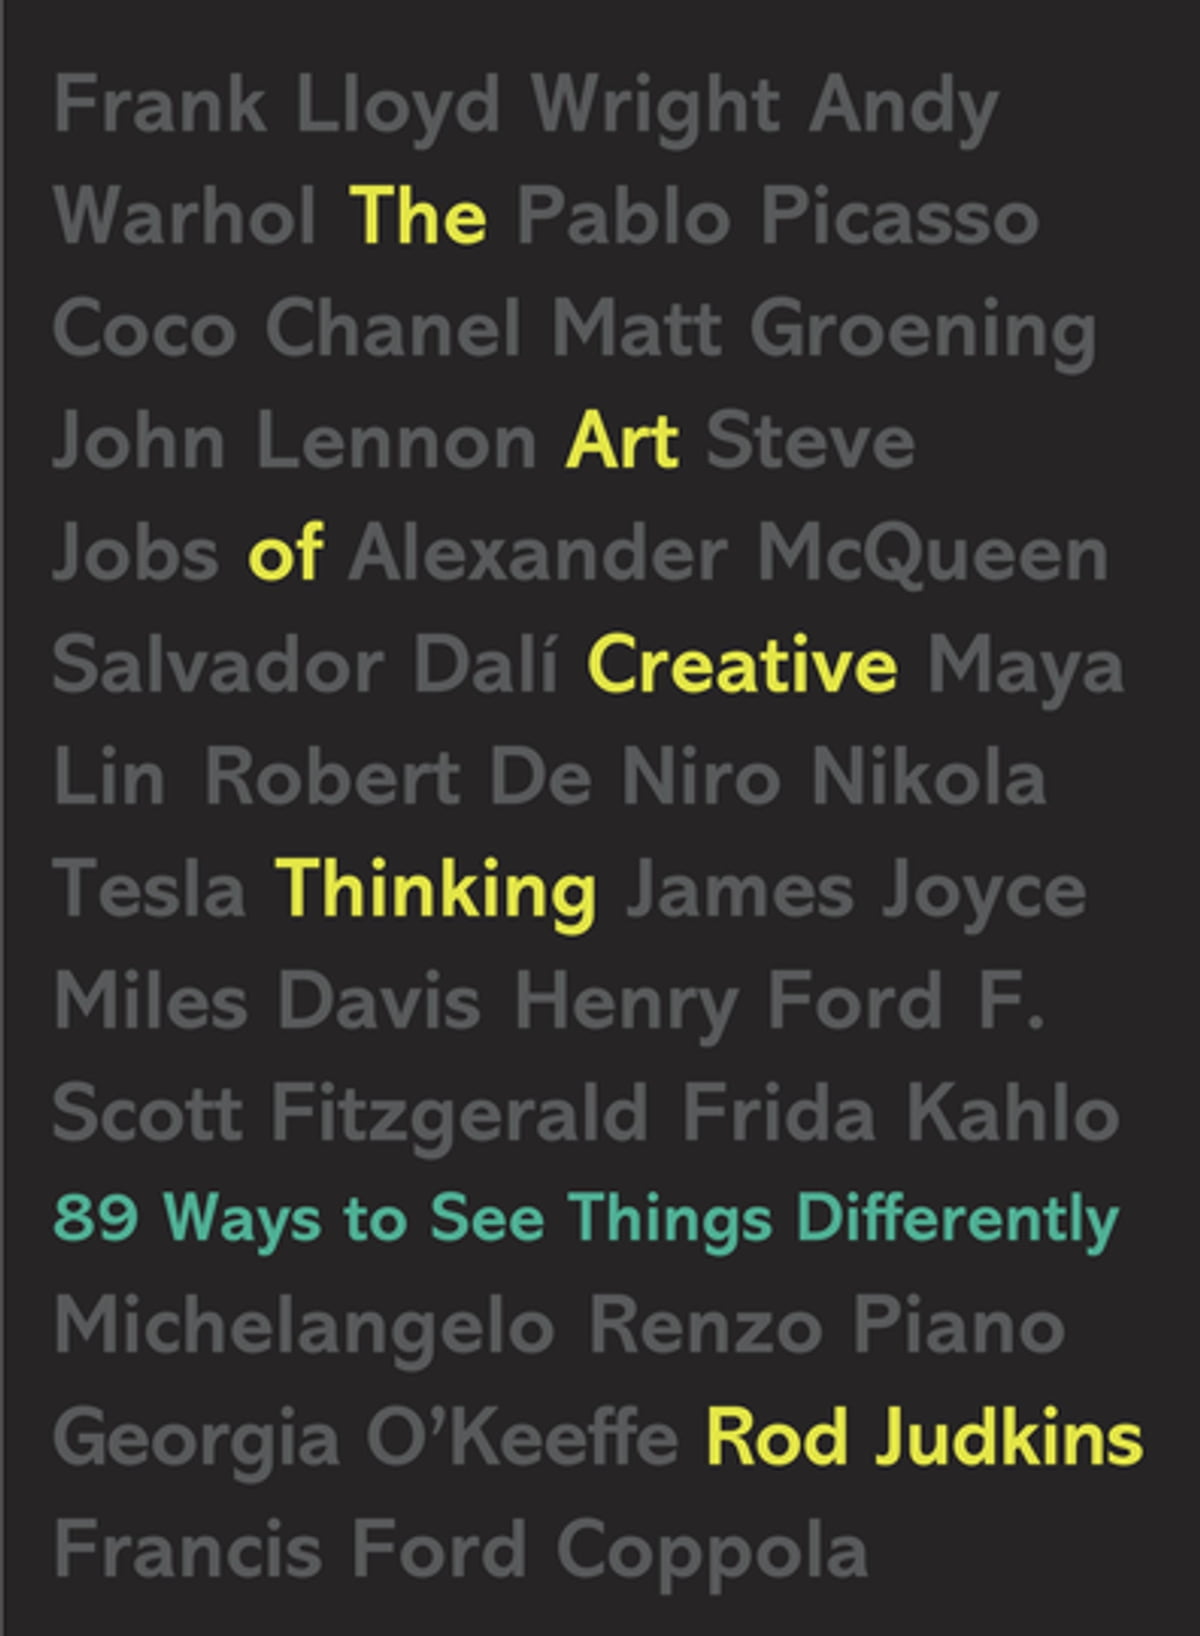 Frank Lloyd Wright Andy
Warhol The Pablo Picasso
Coco Chanel Matt Groening
John Lennon Art Steve
Jobs of Alexander McQueen
Salvador Dalí Creative Maya
Lin Robert De Niro Nikola
Tesla Thinking James Joyce
Miles Davis Henry Ford F.
Scott Fitzgerald Frida Kahlo
89 Ways to See Things Differently
Michelangelo Renzo Piano
Georgia O’Keeffe Rod Judkins
Francis Ford Coppola